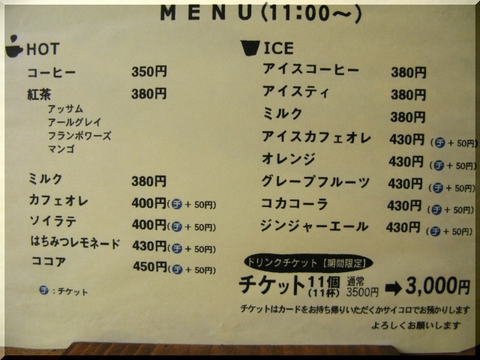 MENU(11:00〜)
HOT
コーヒー 350円
紅茶 380円
アッサム
アールグレイ
フランボワーズ
マンゴ
ミルク 380円
カフェオレ 400円(チ + 50円)
ソイラテ 400円(チ + 50円)
はちみつレモネード 430円(チ + 50円)
ココア 450円(チ + 50円)
チ:チケット
ICE
アイスコーヒー 380円
アイスティ 380円
ミルク 380円
アイスカフェオレ 430円(チ + 50円)
オレンジ 430円(チ + 50円)
グレープフルーツ 430円(チ + 50円)
コカコーラ 430円(チ + 50円)
ジンジャーエール 430円(チ + 50円)
ドリンクチケット【期間限定】
チケット11個 通常 ➡3,000円
(11杯) 3500円
チケットはカードをお持ち帰りいただくかサイコロでお預かりします
よろしくお願いします